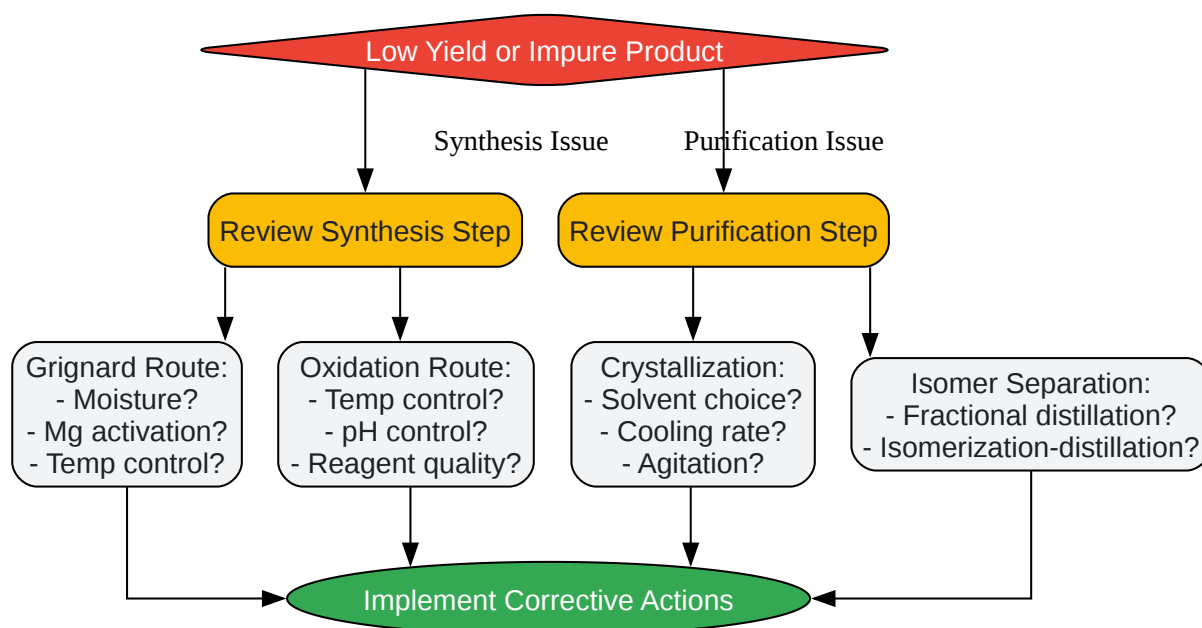 Low Yield or Impure Product
Synthesis Issue
Purification Issue
Review Synthesis Step
Review Purification Step
Grignard Route:
- Moisture?
- Mg activation?
- Temp control?
Oxidation Route:
- Temp control?
- pH control?
- Reagent quality?
Crystallization:
- Solvent choice?
- Cooling rate?
- Agitation?
Isomer Separation:
- Fractional distillation?
- Isomerization-distillation?
Implement Corrective Actions